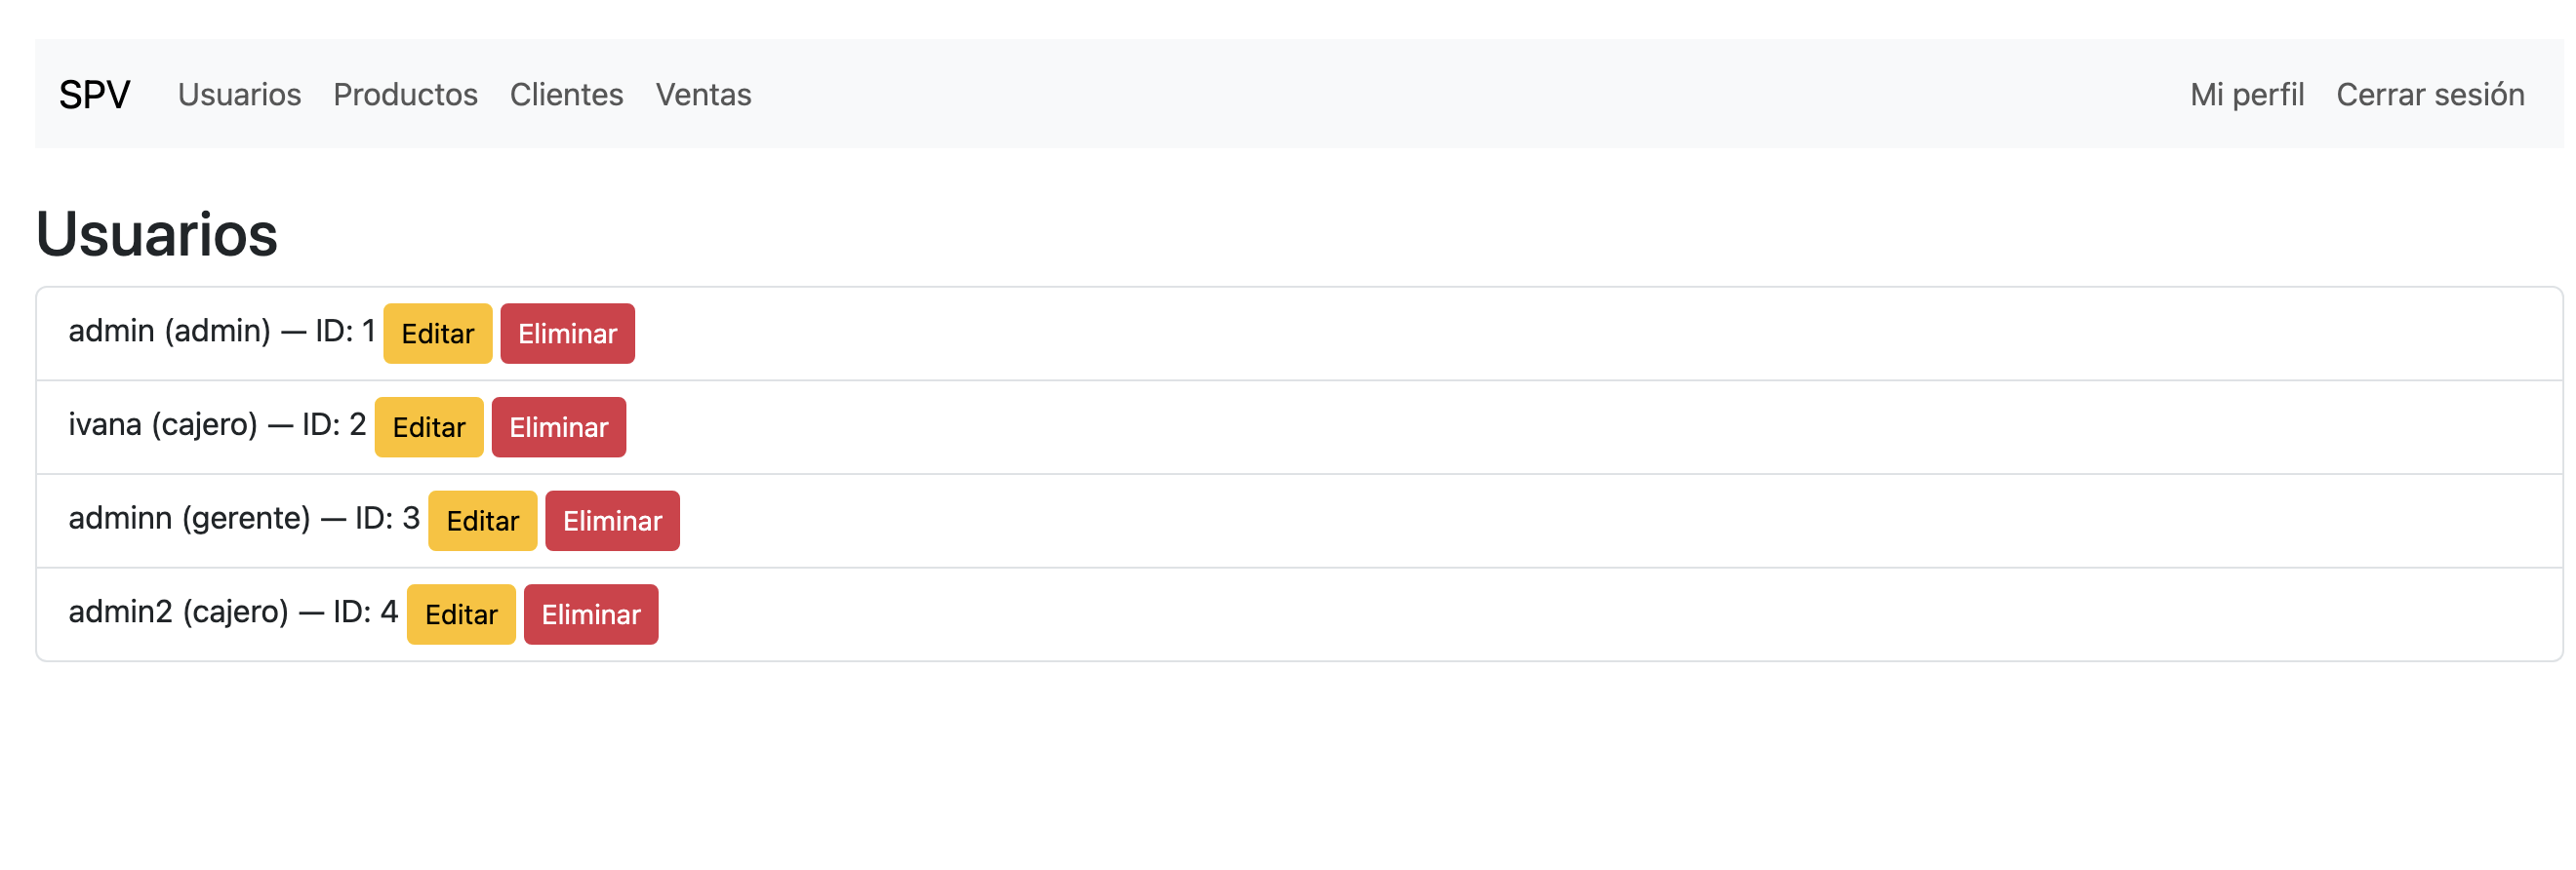 SPV Usuarios Productos Clientes Ventas Mi perfil Cerrar sesión
Usuarios
admin (admin) — ID: 1 Editar Eliminar
ivana (cajero) — ID: 2 Editar Eliminar
adminn (gerente) — ID: 3 Editar Eliminar
admin2 (cajero) — ID: 4 Editar Eliminar